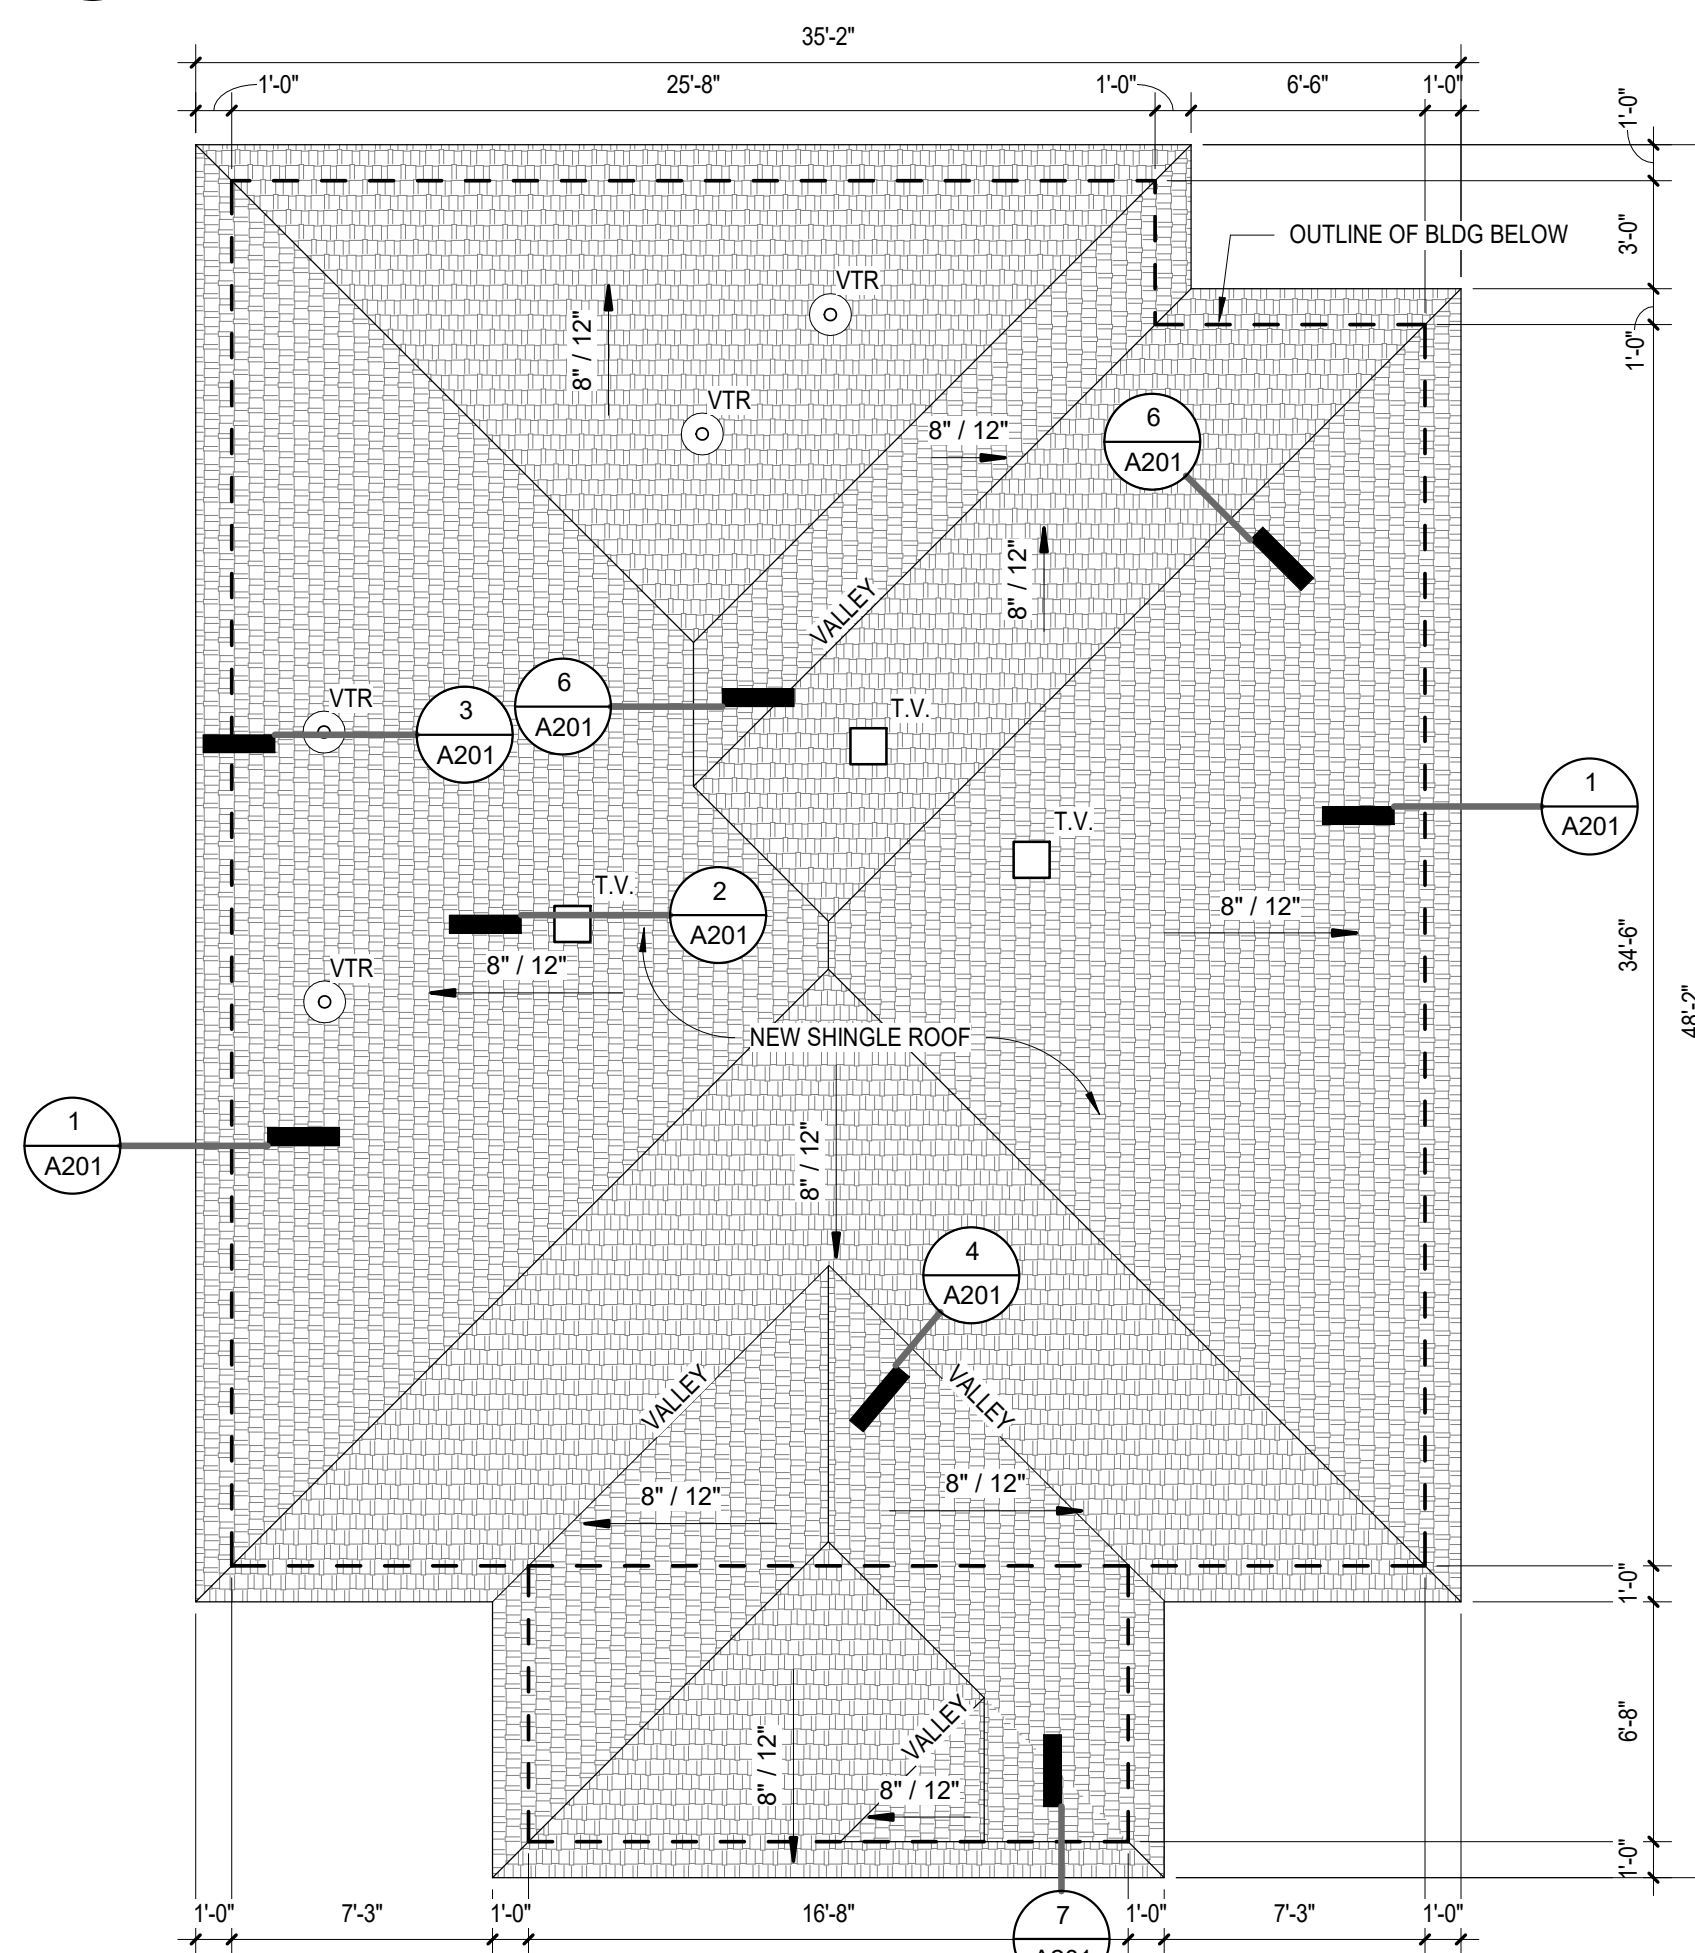 35'-2"
1'-0" 25'-8" 1'-0" 6'-6" 1'-0"
1'-0"
3'-0"
OUTLINE OF BLDG BELOW
VTR
8" / 12"
1'-0"
VTR
6
A201
8" / 12"
8" / 12"
VALLEY
VTR
3
A201
6
A201
T.V.
1
A201
T.V.
T.V.
2
A201
8" / 12"
34'-6"
8" / 12"
VTR
48'-2"
NEW SHINGLE ROOF
1
A201
8" / 12"
4
A201
VALLEY
VALLEY
8" / 12"
8" / 12"
1'-0"
VALLEY
6'-8"
8" / 12"
8" / 12"
1'-0"
1'-0" 7'-3" 1'-0" 16'-8" 1'-0" 7'-3" 1'-0"
7